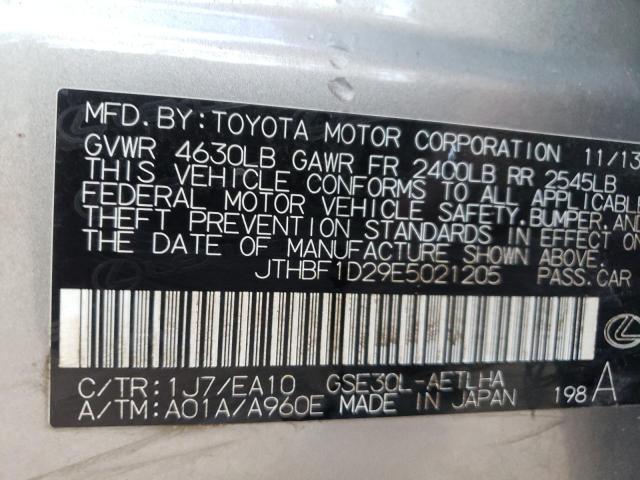 MFD.BY:TOYOTA MOTOR CORPORATION 11/13
GVWR 4630LB GAWR FR 2400LB RR 2545LB
THIS VEHICLE CONFORMS TO ALL APPLICABLE
FEDERAL MOTOR VEHICLE SAFETY,BUMPER,AND
THEFT PREVENTION STANDARDS IN EFFECT ON
THE DATE OF MANUFACTURE SHOWN ABOVE.
JTHBF1D29E5021205 PASS.CAR
C/TR:1J7/EA10 GSE30L-AETLHA
A/TM:A01A/A960E MADE IN JAPAN 198A